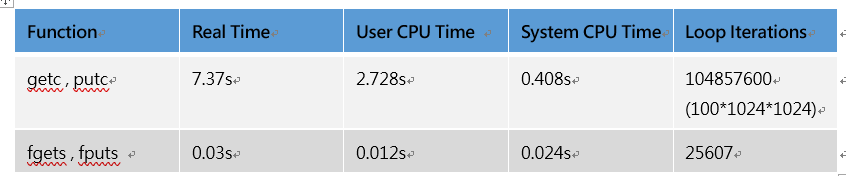 Function Real Time User CPU Time System CPU Time Loop Iterations
getc , putc 7.37s 2.728s 0.408s 104857600
(100*1024*1024)
fgets , fputs 0.03s 0.012s 0.024s 25607